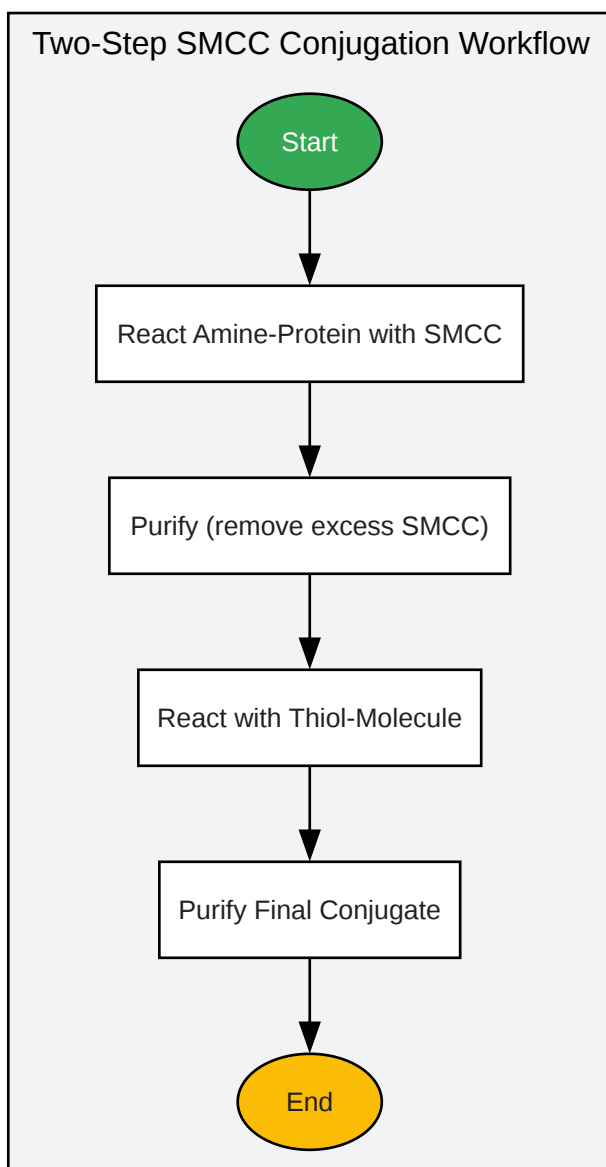 Two-Step SMCC Conjugation Workflow
Start
React Amine-Protein with SMCC
Purify (remove excess SMCC)
React with Thiol-Molecule
Purify Final Conjugate
End